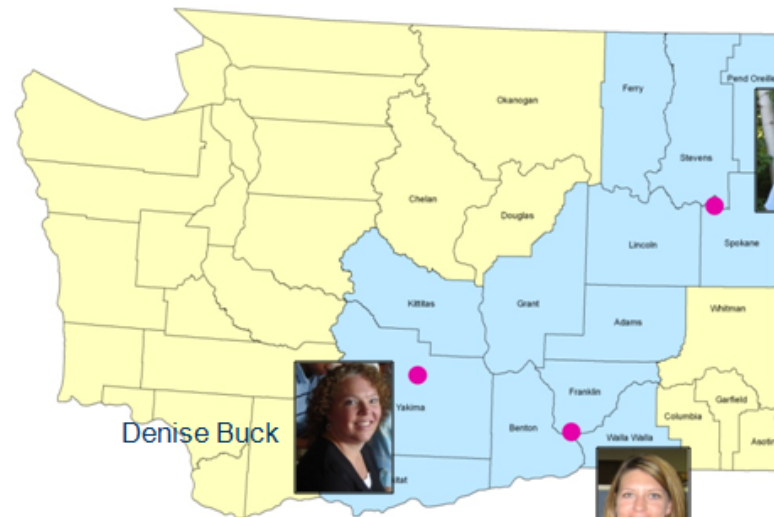 Okanogan
Ferry
Pend Oreille
Stevens
Chelan
Douglas
Lincoln
Spokane
Kittitas
Grant
Whitman
Adams
Yakima
Franklin
Garfield
Columbia
Denise Buck
Benton
Walla Walla
Asotin
itat